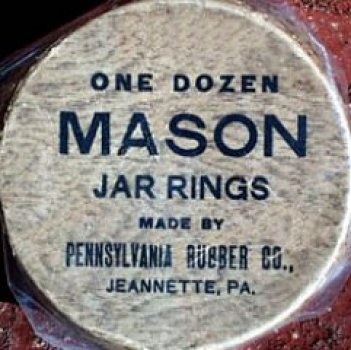 ONE DOZEN
MASON
JAR RINGS
MADE BY
PENNSYLVANIA RUBBER CO.,
JEANNETTE, PA.